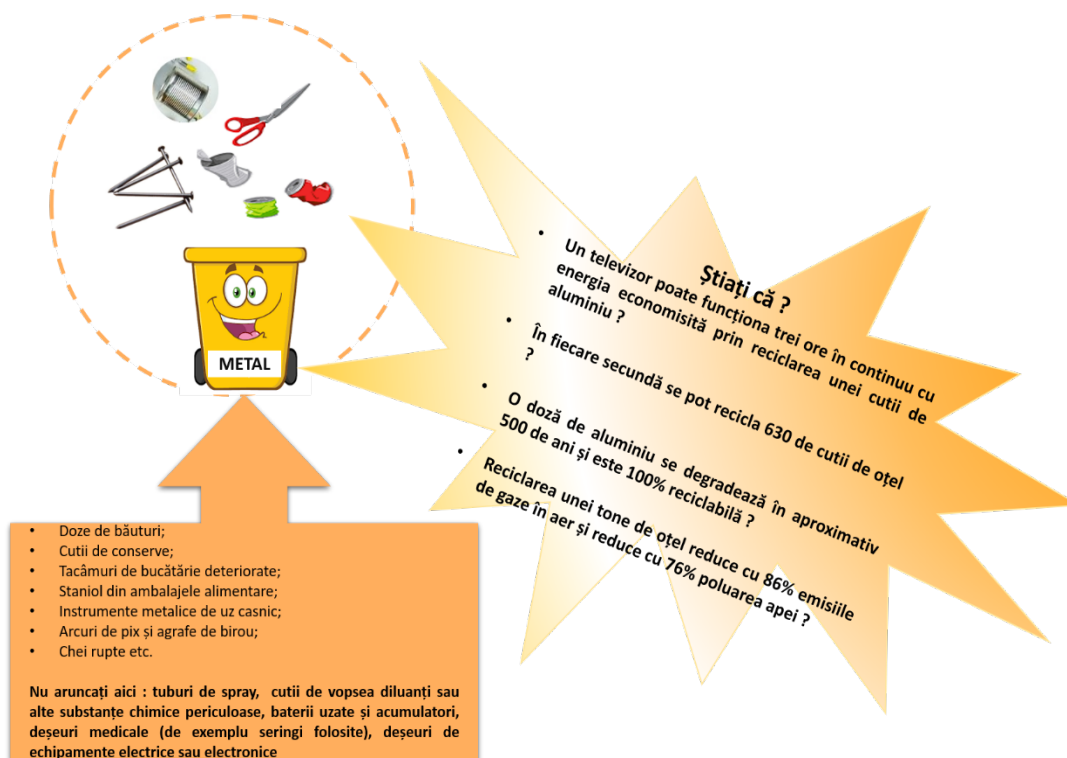 METAL
Știați că ?
• Un televizor poate funcționa trei ore în continuu cu
energia economisită prin reciclarea unei cutii de
aluminiu ?
• În fiecare secundă se pot recicla 630 de cutii de oțel
?
• O doză de aluminiu se degradează în aproximativ
500 de ani și este 100% reciclabilă ?
• Reciclarea unei tone de oțel reduce cu 86% emisiile
de gaze în aer și reduce cu 76% poluarea apei ?
• Doze de băuturi;
• Cutii de conserve;
• Tacâmuri de bucătărie deteriorate;
• Staniol din ambalajele alimentare;
• Instrumente metalice de uz casnic;
• Arcuri de pix și agrafe de birou;
• Chei rupte etc.
Nu aruncați aici : tuburi de spray, cutii de vopsea diluanți sau
alte substanțe chimice periculoase, baterii uzate și acumulatori,
deșeuri medicale (de exemplu seringi folosite), deșeuri de
echipamente electrice sau electronice